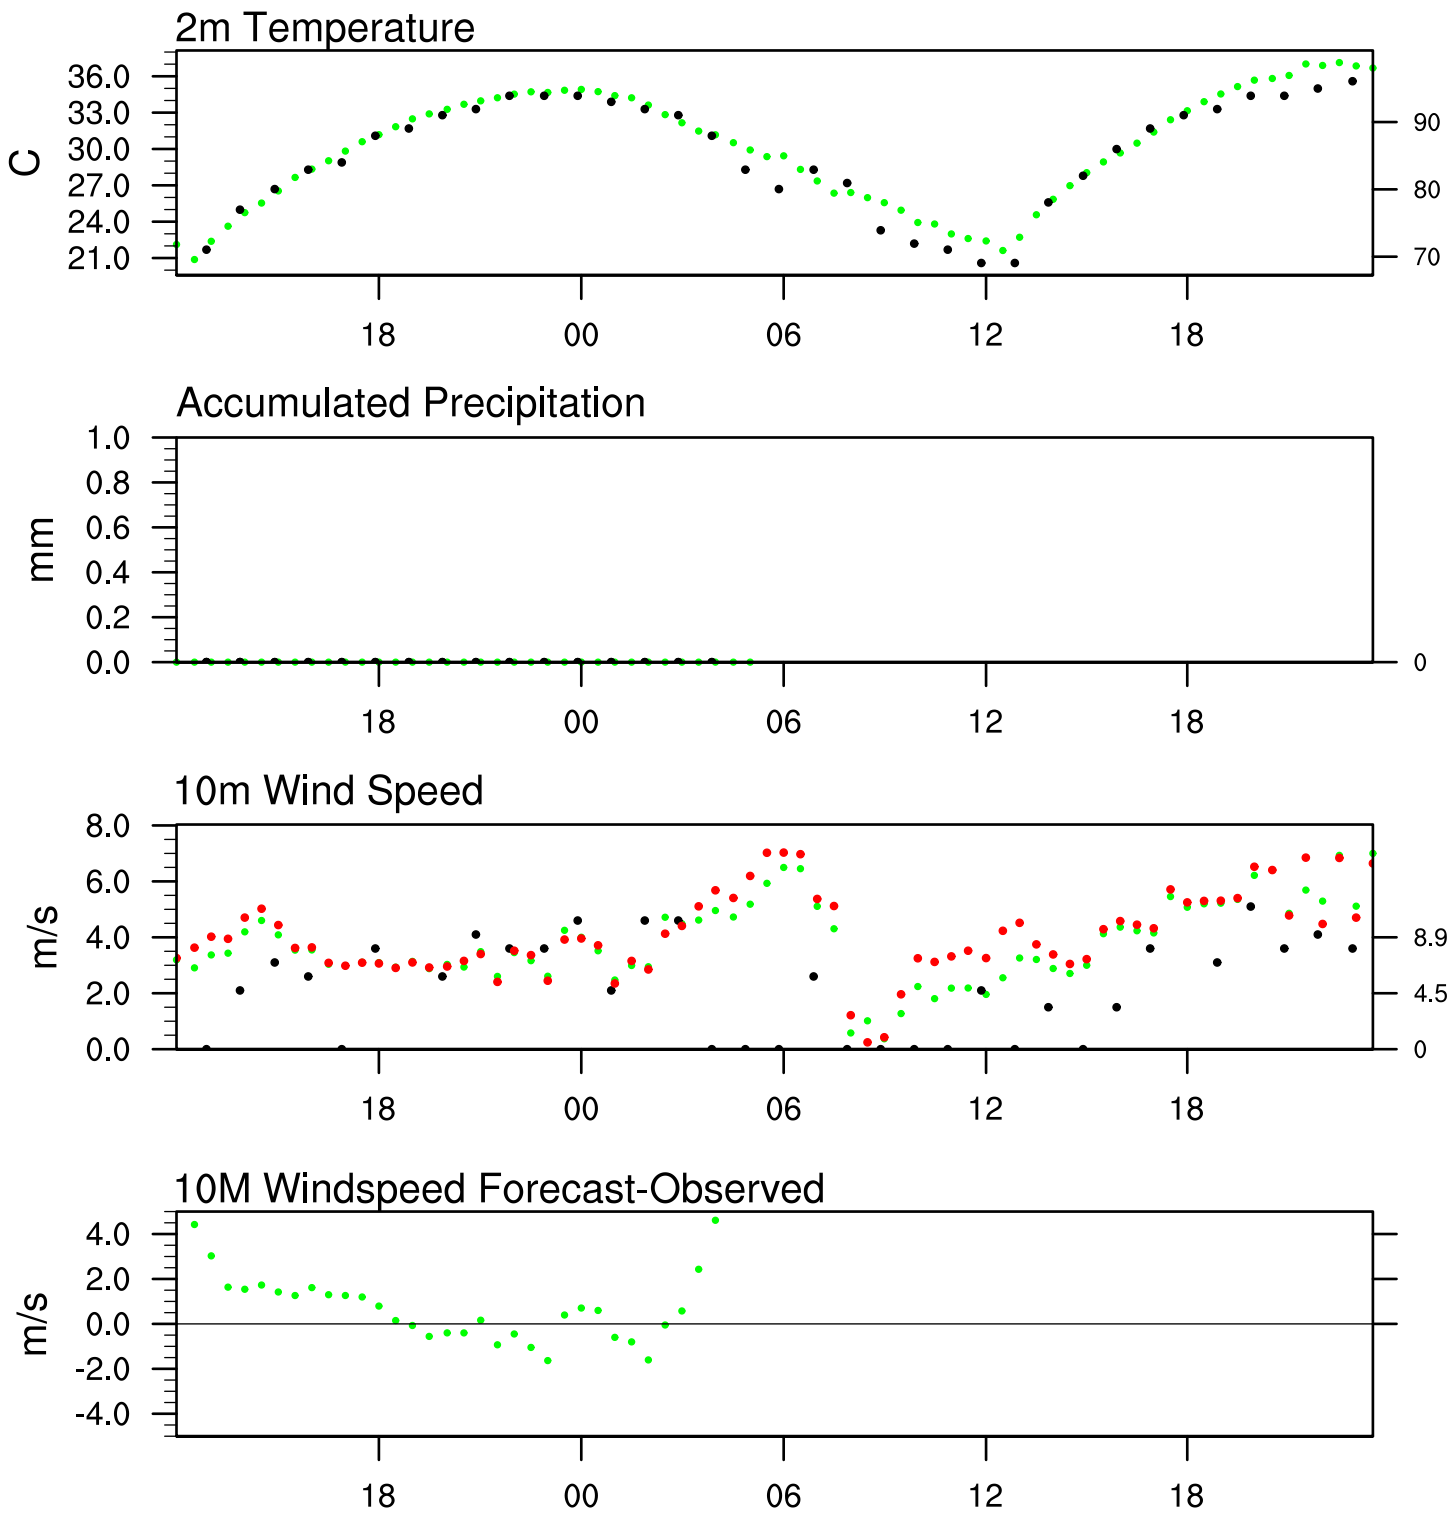 2m Temperature
36.0
33.0
30.0
27.0
24.0
21.0
C
90
80
70
18 00 06 12 18
Accumulated Precipitation
1.0
0.8
0.6
0.4
0.2
0.0
mm
0
18 00 06 12 18
10m Wind Speed
8.0
6.0
4.0
2.0
0.0
m/s
8.9
4.5
0
18 00 06 12 18
10M Windspeed Forecast-Observed
4.0
2.0
0.0
-2.0
-4.0
m/s
18 00 06 12 18